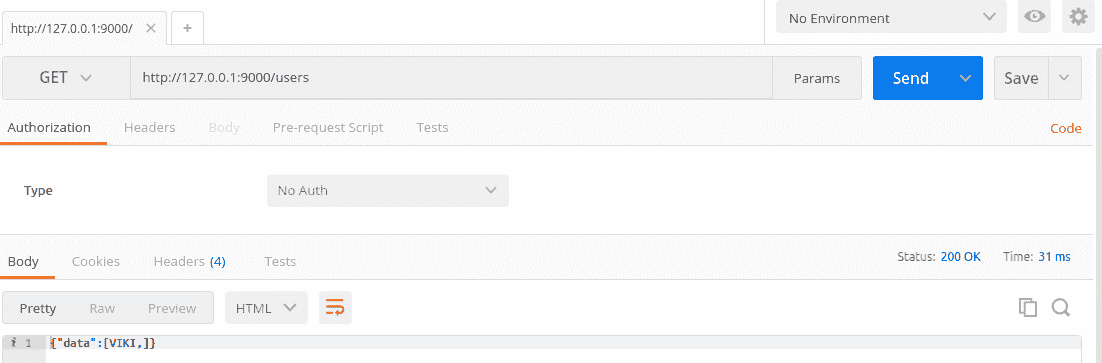 http://127.0.0.1:9000/ × +
No Environment
GET http://127.0.0.1:9000/users Params Send Save
Authorization Headers Body Pre-request Script Tests Code
Type No Auth
Body Cookies Headers (4) Tests Status: 200 OK Time: 31 ms
Pretty Raw Preview HTML
i 1 {"data":[VIKI,]}